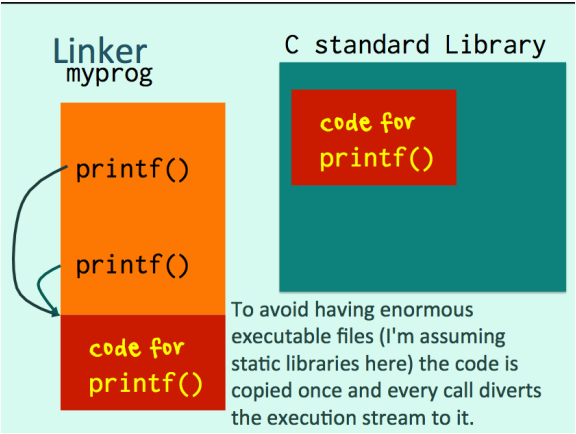 Linker
myprog
printf()
printf()
code for
printf()
C standard Library
code for
printf()
To avoid having enormous
executable files (I'm assuming
static libraries here) the code is
copied once and every call diverts
the execution stream to it.